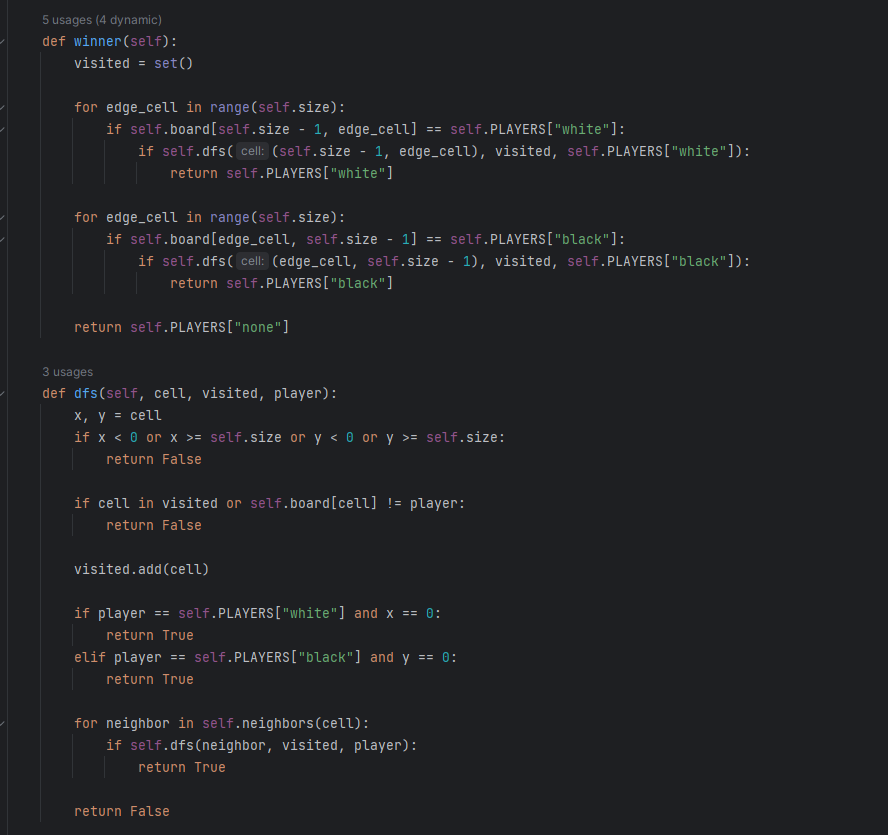 5 usages (4 dynamic)
def winner(self):
visited = set()
for edge_cell in range(self.size):
if self.board[self.size - 1, edge_cell] == self.PLAYERS["white"]:
if self.dfs( cell: (self.size - 1, edge_cell), visited, self.PLAYERS["white"]):
return self.PLAYERS["white"]
for edge_cell in range(self.size):
if self.board[edge_cell, self.size - 1] == self.PLAYERS["black"]:
if self.dfs( cell: (edge_cell, self.size - 1), visited, self.PLAYERS["black"]):
return self.PLAYERS["black"]
return self.PLAYERS["none"]
3 usages
def dfs(self, cell, visited, player):
x, y = cell
if x < 0 or x >= self.size or y < 0 or y >= self.size:
return False
if cell in visited or self.board[cell] != player:
return False
visited.add(cell)
if player == self.PLAYERS["white"] and x == 0:
return True
elif player == self.PLAYERS["black"] and y == 0:
return True
for neighbor in self.neighbors(cell):
if self.dfs(neighbor, visited, player):
return True
return False